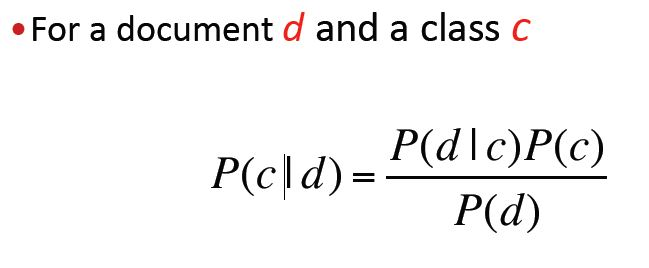 •For a document d and a class c
P(c|d) = P(d|c)P(c)
P(d)